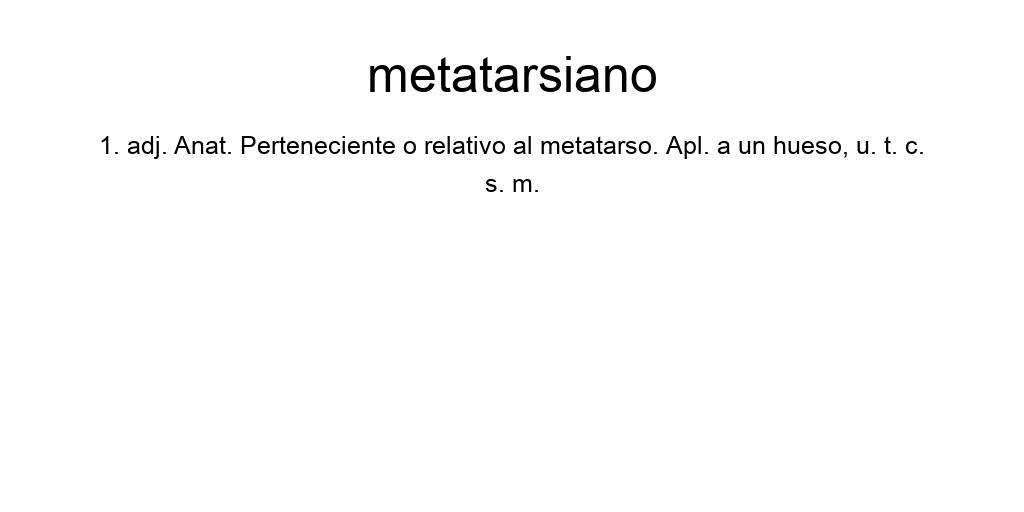 metatarsiano
1. adj. Anat. Perteneciente o relativo al metatarso. Apl. a un hueso, u. t. c.
s. m.